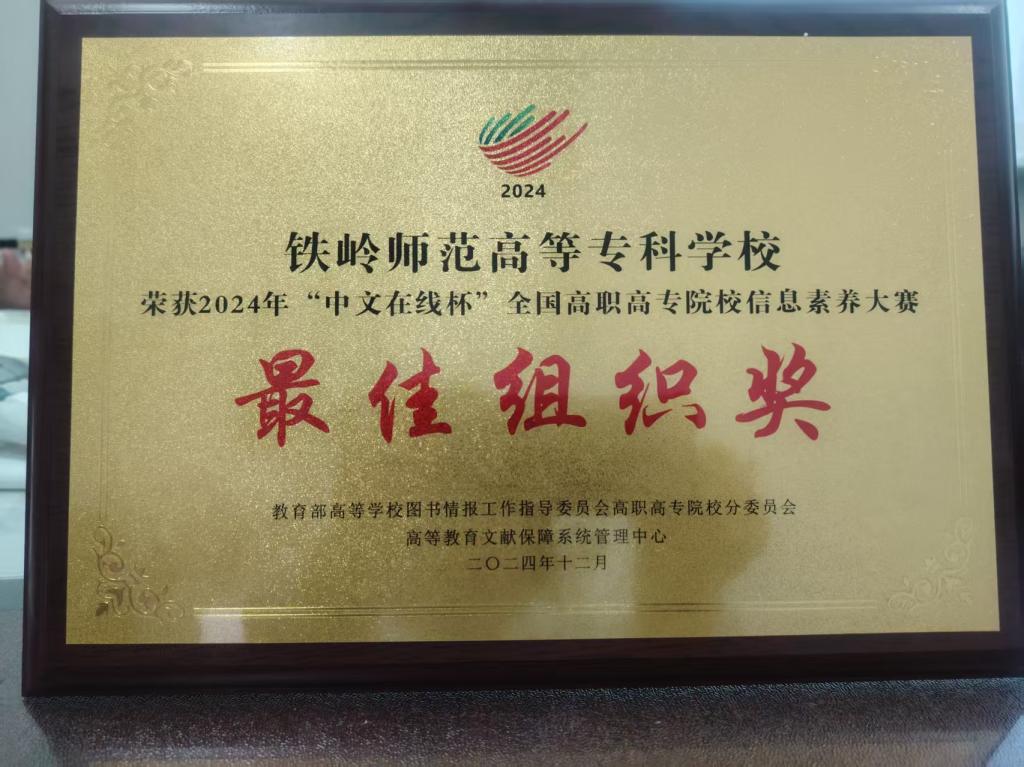 2024
铁岭师范高等专科学校
荣获2024年“中文在线杯”全国高职高专院校信息素养大赛
最佳组织奖
教育部高等学校图书情报工作指导委员会高职高专院校分委员会
高等教育文献保障系统管理中心
二〇二四年十二月